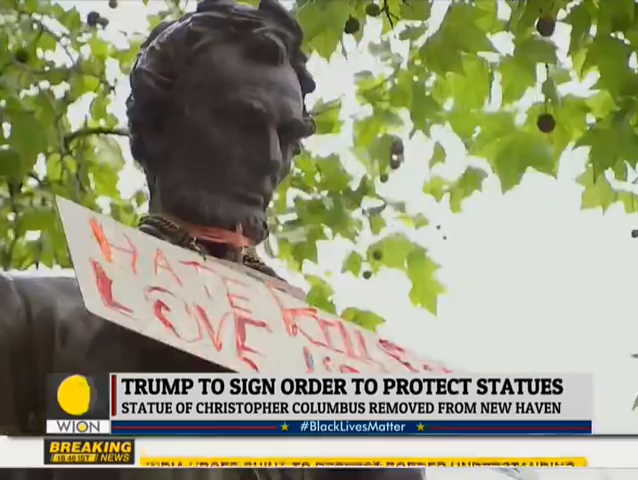 HATE KILLS
LOVE
TRUMP TO SIGN ORDER TO PROTECT STATUES
STATUE OF CHRISTOPHER COLUMBUS REMOVED FROM NEW HAVEN
WION
#BlackLivesMatter
BREAKING
NEWS